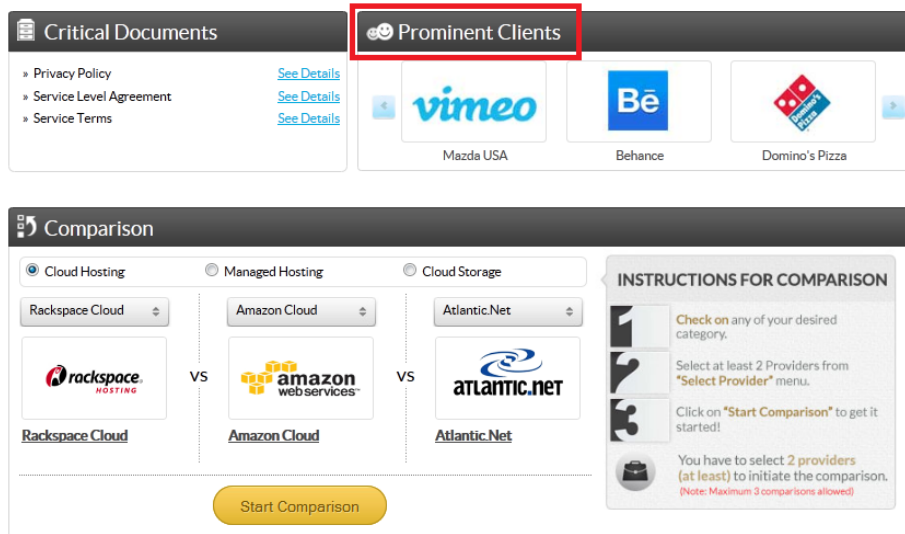 Critical Documents
Prominent Clients
» Privacy Policy See Details
» Service Level Agreement See Details
» Service Terms See Details
vimeo
Bē
Domino's Pizza
Mazda USA
Behance
Domino's Pizza
Comparison
Cloud Hosting
Managed Hosting
Cloud Storage
Rackspace Cloud
Amazon Cloud
Atlantic.Net
rackspace.
HOSTING
VS
amazon
webservices™
VS
ATLANTIC.NET
Rackspace Cloud
Amazon Cloud
Atlantic.Net
Start Comparison
INSTRUCTIONS FOR COMPARISON
1
Check on any of your desired
category.
2
Select at least 2 Providers from
"Select Provider" menu.
3
Click on "Start Comparison" to get it
started!
You have to select 2 providers
(at least) to initiate the comparison.
(Note: Maximum 3 comparisons allowed)